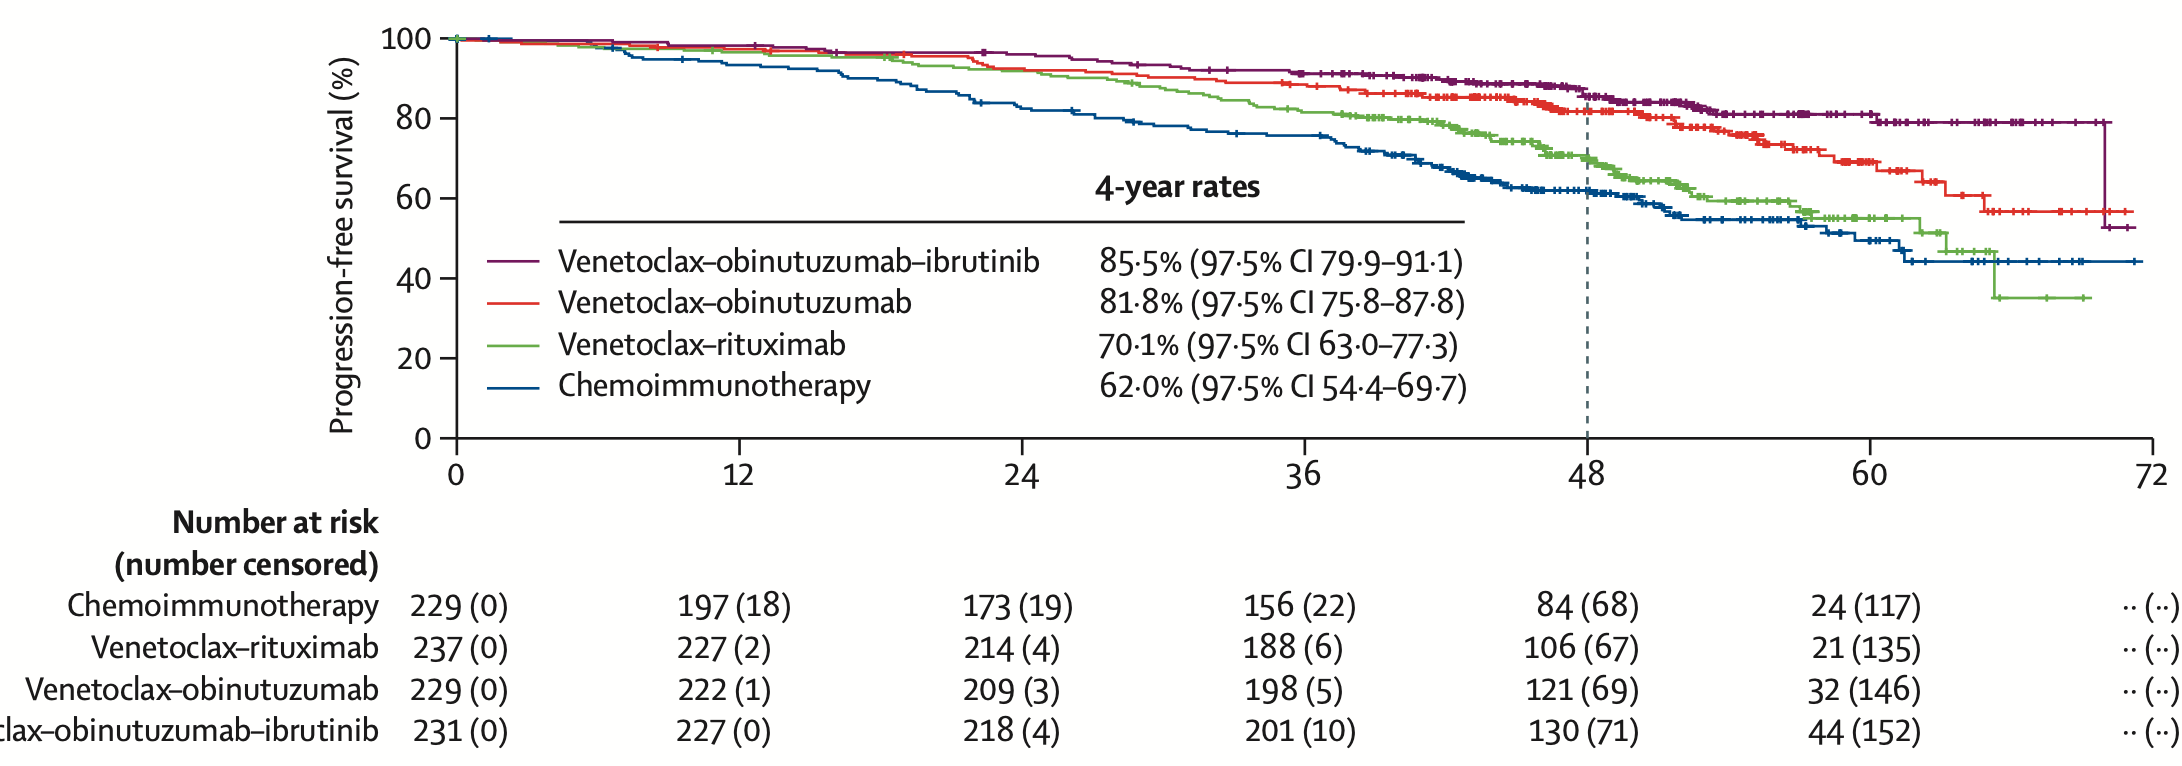 Progression-free survival (%)
100
80
60
40
20
0
4-year rates
Venetoclax–obinutuzumab–ibrutinib 85·5% (97·5% CI 79·9–91·1)
Venetoclax–obinutuzumab 81·8% (97·5% CI 75·8–87·8)
Venetoclax–rituximab 70·1% (97·5% CI 63·0–77·3)
Chemoimmunotherapy 62·0% (97·5% CI 54·4–69·7)
0 12 24 36 48 60 72
Number at risk
(number censored)
Chemoimmunotherapy 229 (0) 197 (18) 173 (19) 156 (22) 84 (68) 24 (117) ·· (··)
Venetoclax–rituximab 237 (0) 227 (2) 214 (4) 188 (6) 106 (67) 21 (135) ·· (··)
Venetoclax–obinutuzumab 229 (0) 222 (1) 209 (3) 198 (5) 121 (69) 32 (146) ·· (··)
clax–obinutuzumab–ibrutinib 231 (0) 227 (0) 218 (4) 201 (10) 130 (71) 44 (152) ·· (··)